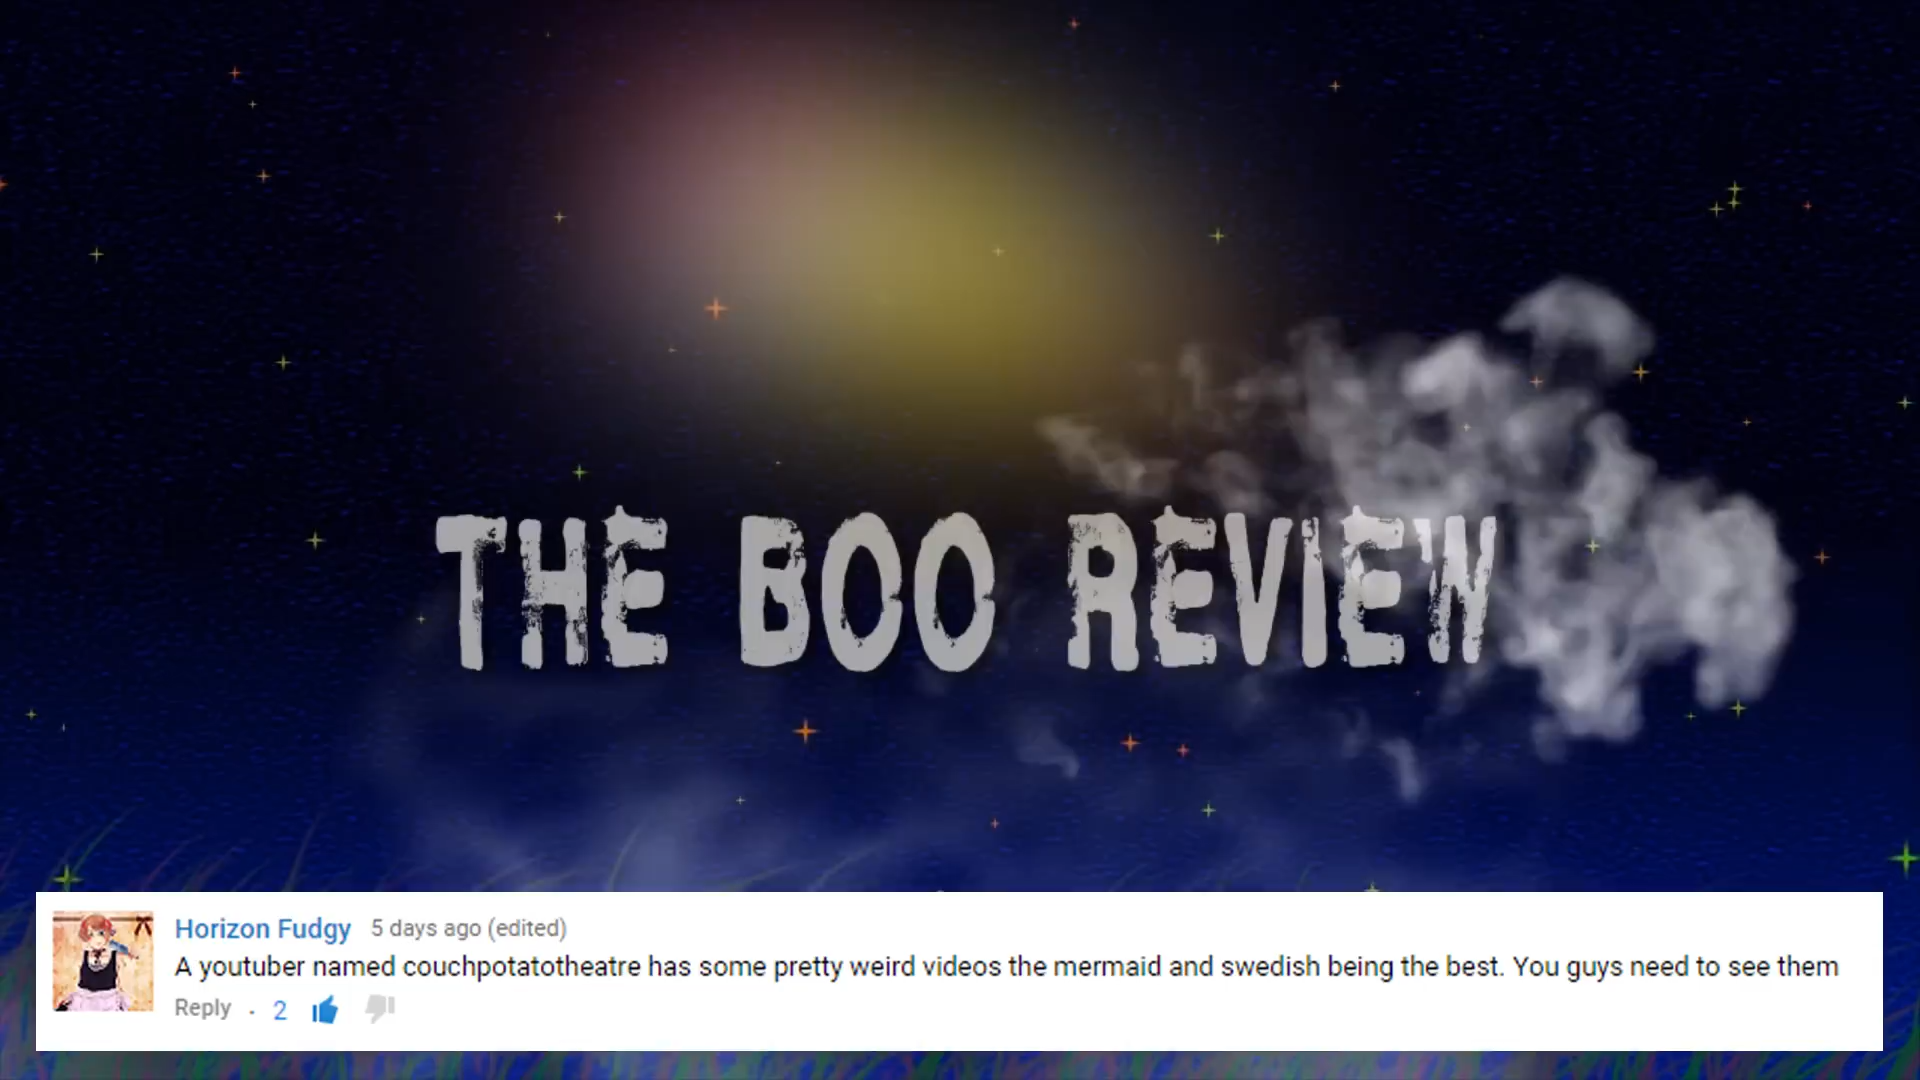 THE BOO REVIEW
Horizon Fudgy 5 days ago (edited)
A youtuber named couchpotatotheatre has some pretty weird videos the mermaid and swedish being the best. You guys need to see them
Reply · 2